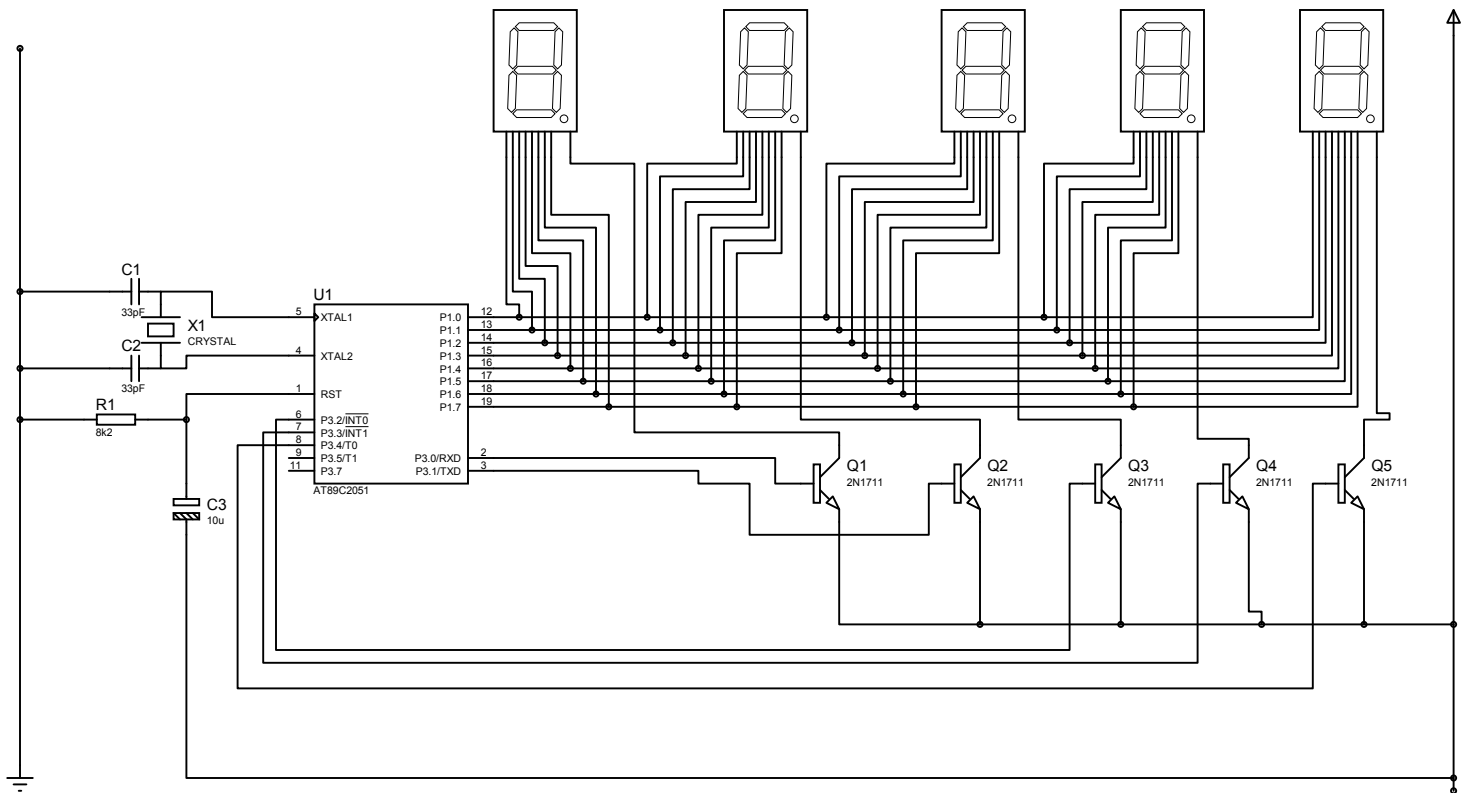 C1
33pF
X1
CRYSTAL
C2
33pF
R1
8k2
C3
10u
U1
5 XTAL1
4 XTAL2
1 RST
6 P3.2/INT0
7 P3.3/INT1
8 P3.4/T0
9 P3.5/T1
11 P3.7
P1.0 12
P1.1 13
P1.2 14
P1.3 15
P1.4 16
P1.5 17
P1.6 18
P1.7 19
P3.0/RXD 2
P3.1/TXD 3
AT89C2051
Q1
2N1711
Q2
2N1711
Q3
2N1711
Q4
2N1711
Q5
2N1711